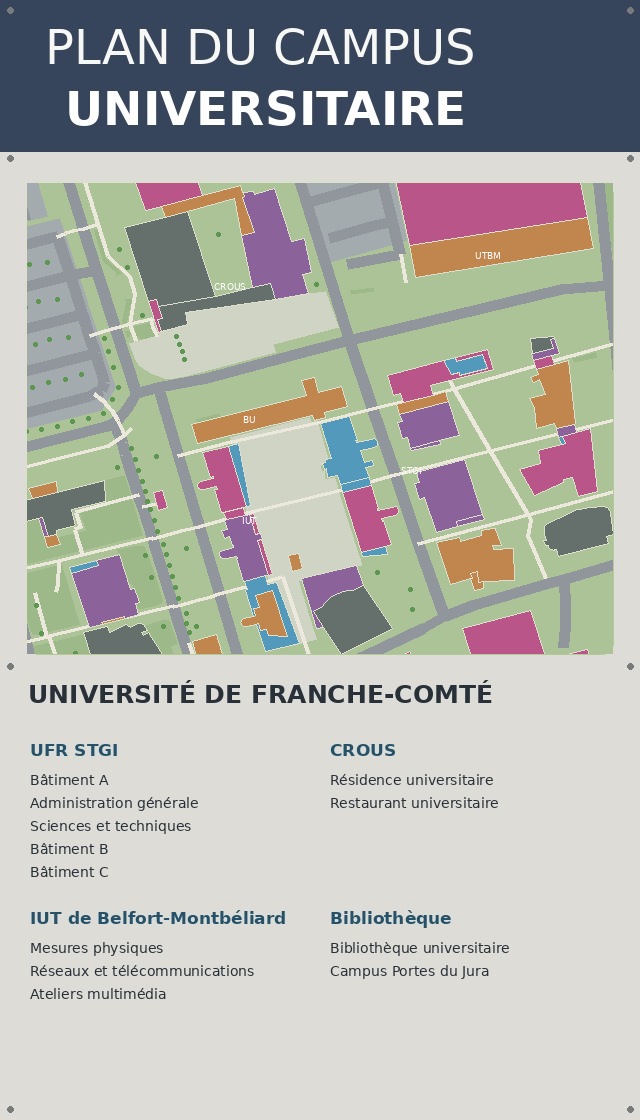 PLAN DU CAMPUS
UNIVERSITAIRE
CROUS
UTBM
BU
STGI
IUT
UNIVERSITÉ DE FRANCHE-COMTÉ
UFR STGI
Bâtiment A
Administration générale
Sciences et techniques
Bâtiment B
Bâtiment C
CROUS
Résidence universitaire
Restaurant universitaire
IUT de Belfort-Montbéliard
Mesures physiques
Réseaux et télécommunications
Ateliers multimédia
Bibliothèque
Bibliothèque universitaire
Campus Portes du Jura